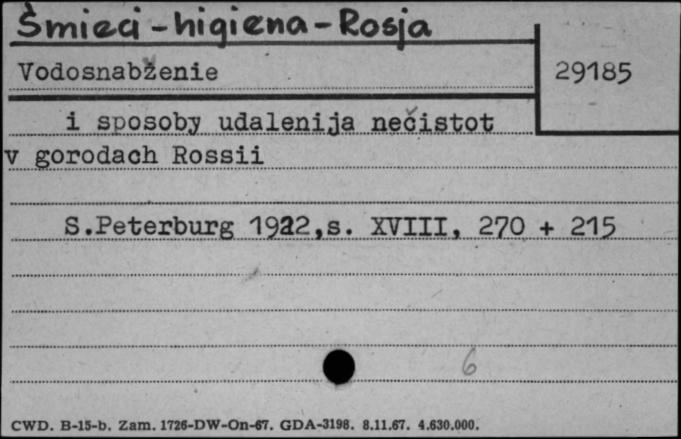 Śmieci - higiena - Rosja
Vodosnabženie
29185
i sposoby udalenija nečistot
v gorodach Rossii
S.Peterburg 1912,s. XVIII, 270 + 215
6
CWD. B-15-b. Zam. 1726-DW-On-67. GDA-3198. 8.11.67. 4.630.000.